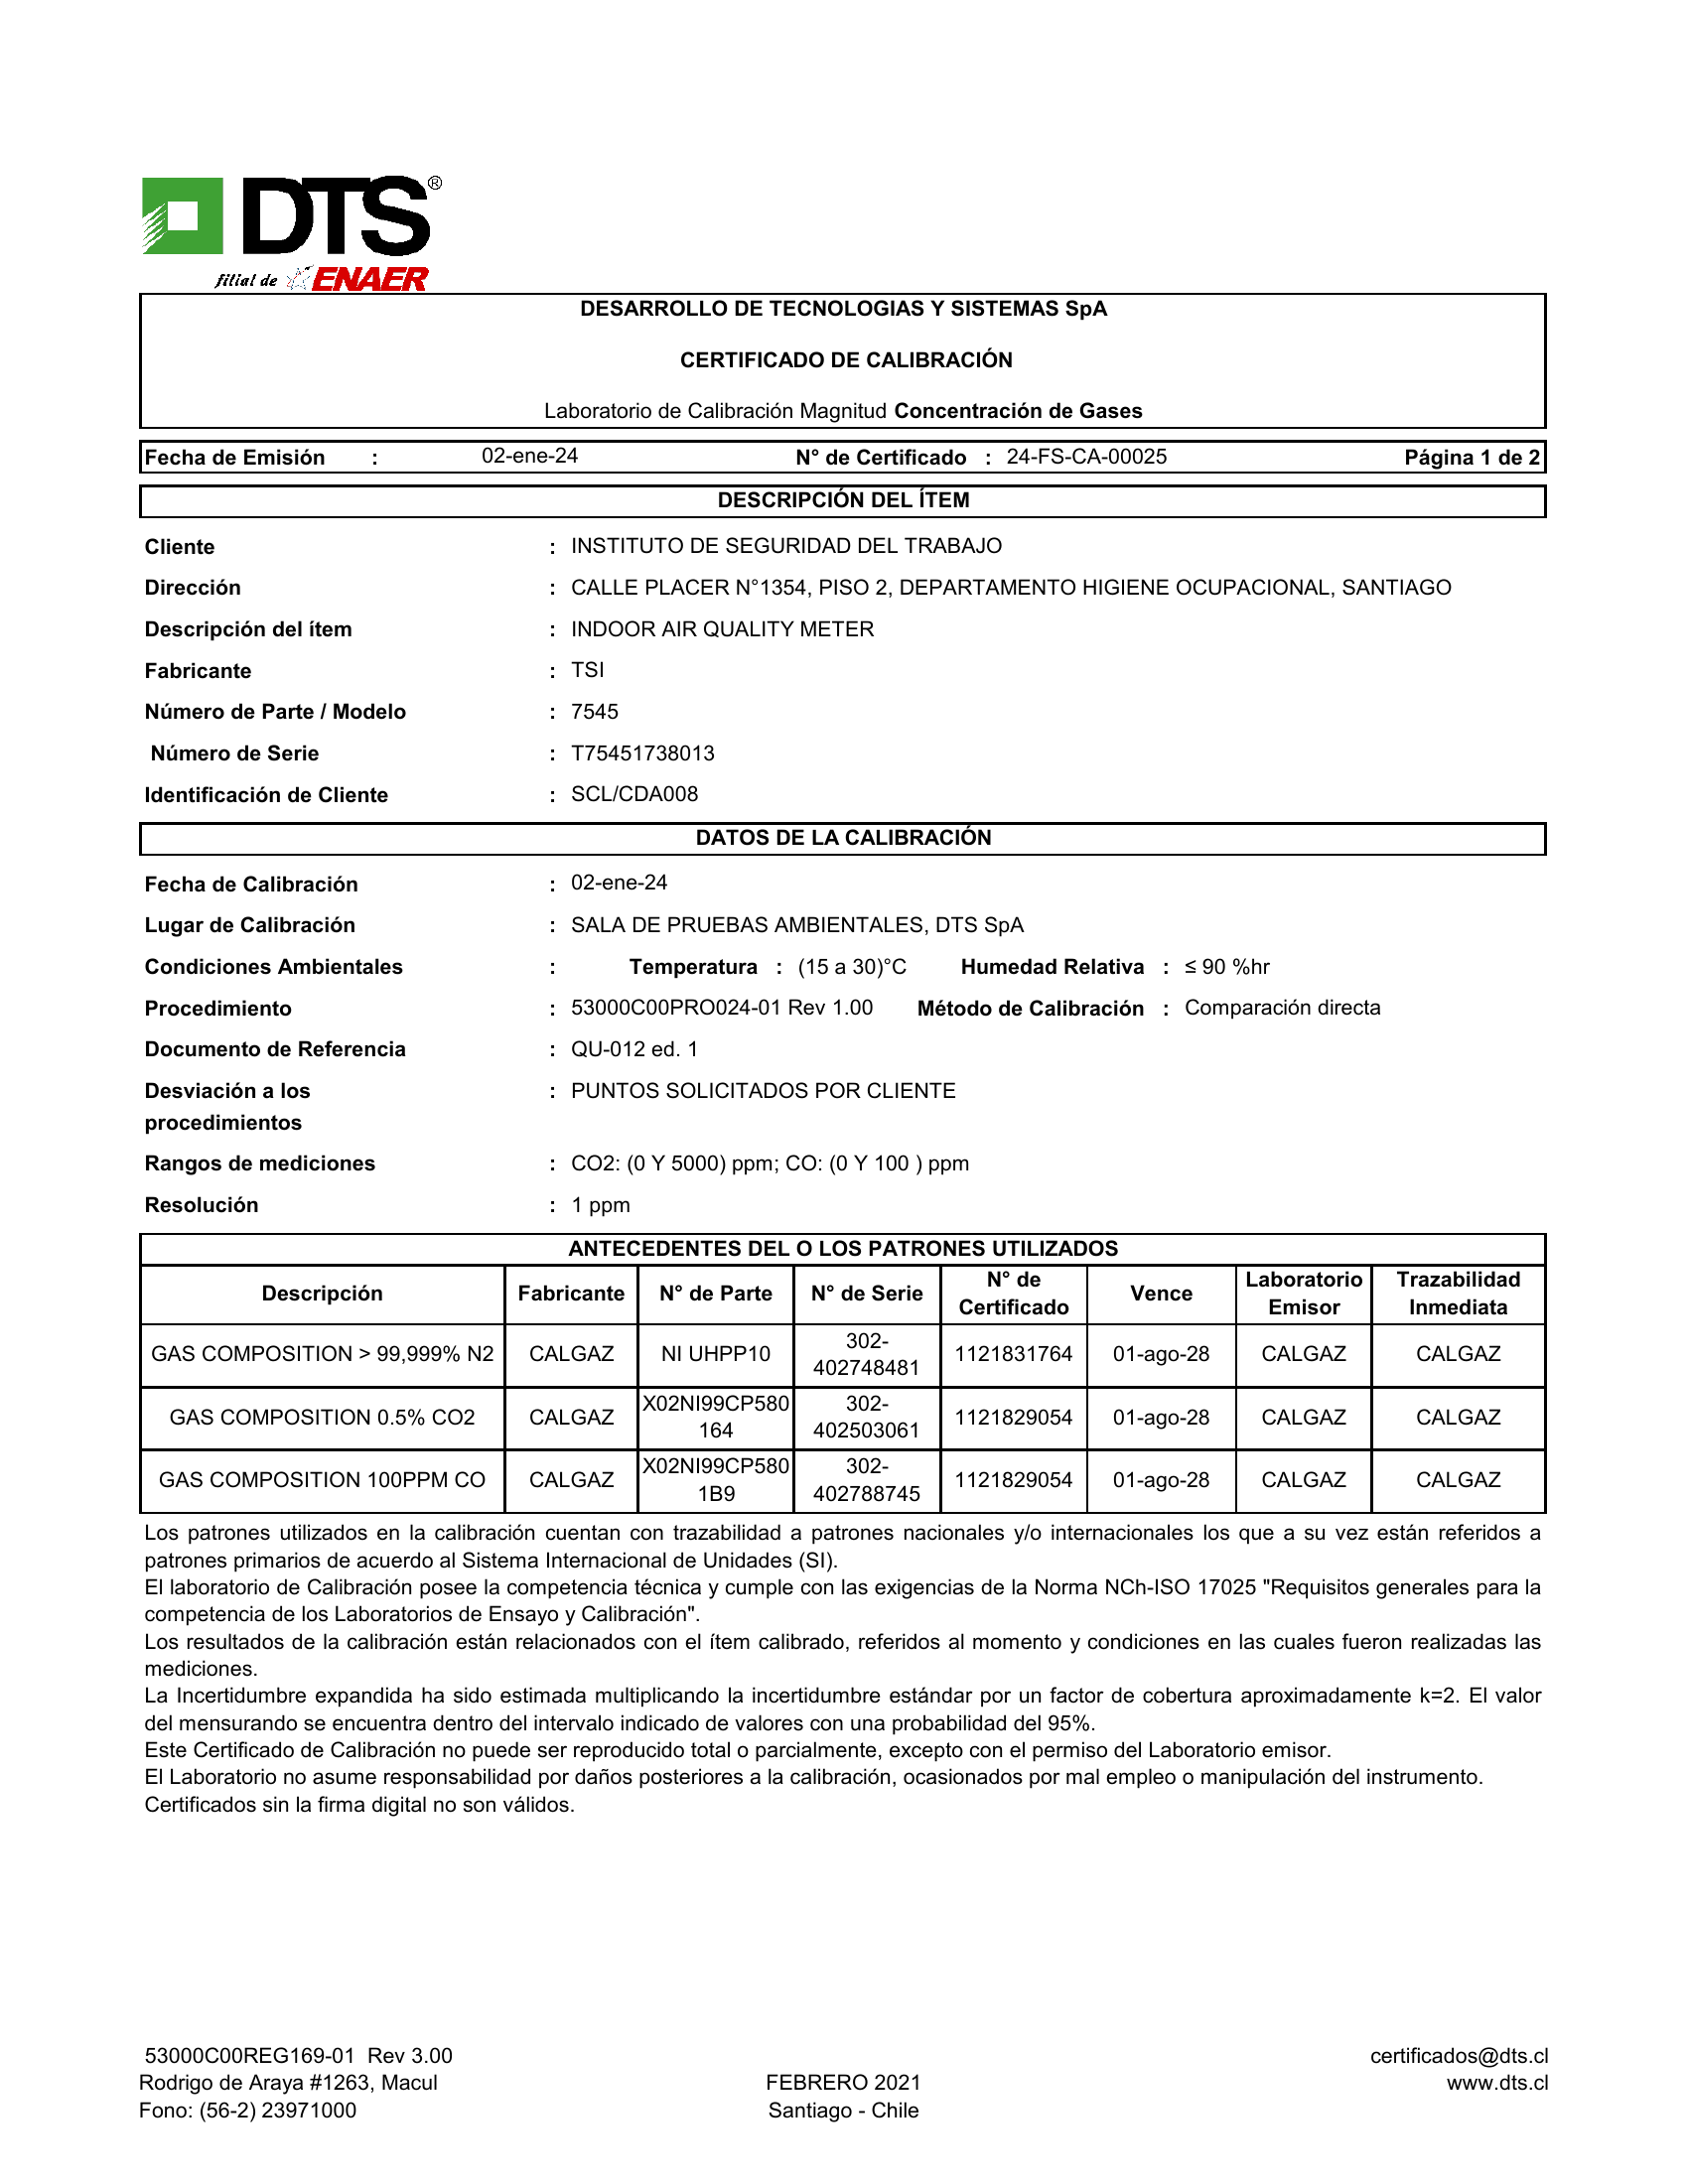 DTS®
filial de ENAER
DESARROLLO DE TECNOLOGIAS Y SISTEMAS SpA
CERTIFICADO DE CALIBRACIÓN
Laboratorio de Calibración Magnitud Concentración de Gases
Fecha de Emisión : 02-ene-24 N° de Certificado : 24-FS-CA-00025 Página 1 de 2
DESCRIPCIÓN DEL ÍTEM
Cliente : INSTITUTO DE SEGURIDAD DEL TRABAJO
Dirección : CALLE PLACER N°1354, PISO 2, DEPARTAMENTO HIGIENE OCUPACIONAL, SANTIAGO
Descripción del ítem : INDOOR AIR QUALITY METER
Fabricante : TSI
Número de Parte / Modelo : 7545
Número de Serie : T75451738013
Identificación de Cliente : SCL/CDA008
DATOS DE LA CALIBRACIÓN
Fecha de Calibración : 02-ene-24
Lugar de Calibración : SALA DE PRUEBAS AMBIENTALES, DTS SpA
Condiciones Ambientales : Temperatura : (15 a 30)°C Humedad Relativa : ≤ 90 %hr
Procedimiento : 53000C00PRO024-01 Rev 1.00 Método de Calibración : Comparación directa
Documento de Referencia : QU-012 ed. 1
Desviación a los : PUNTOS SOLICITADOS POR CLIENTE
procedimientos
Rangos de mediciones : CO2: (0 Y 5000) ppm; CO: (0 Y 100 ) ppm
Resolución : 1 ppm
ANTECEDENTES DEL O LOS PATRONES UTILIZADOS
Descripción Fabricante N° de Parte N° de Serie N° de Certificado Vence Laboratorio Emisor Trazabilidad Inmediata
GAS COMPOSITION > 99,999% N2 CALGAZ NI UHPP10 302-402748481 1121831764 01-ago-28 CALGAZ CALGAZ
GAS COMPOSITION 0.5% CO2 CALGAZ X02NI99CP580164 302-402503061 1121829054 01-ago-28 CALGAZ CALGAZ
GAS COMPOSITION 100PPM CO CALGAZ X02NI99CP5801B9 302-402788745 1121829054 01-ago-28 CALGAZ CALGAZ
Los patrones utilizados en la calibración cuentan con trazabilidad a patrones nacionales y/o internacionales los que a su vez están referidos a
patrones primarios de acuerdo al Sistema Internacional de Unidades (SI).
El laboratorio de Calibración posee la competencia técnica y cumple con las exigencias de la Norma NCh-ISO 17025 "Requisitos generales para la
competencia de los Laboratorios de Ensayo y Calibración".
Los resultados de la calibración están relacionados con el ítem calibrado, referidos al momento y condiciones en las cuales fueron realizadas las
mediciones.
La Incertidumbre expandida ha sido estimada multiplicando la incertidumbre estándar por un factor de cobertura aproximadamente k=2. El valor
del mensurando se encuentra dentro del intervalo indicado de valores con una probabilidad del 95%.
Este Certificado de Calibración no puede ser reproducido total o parcialmente, excepto con el permiso del Laboratorio emisor.
El Laboratorio no asume responsabilidad por daños posteriores a la calibración, ocasionados por mal empleo o manipulación del instrumento.
Certificados sin la firma digital no son válidos.
53000C00REG169-01 Rev 3.00 certificados@dts.cl
Rodrigo de Araya #1263, Macul FEBRERO 2021 www.dts.cl
Fono: (56-2) 23971000 Santiago - Chile